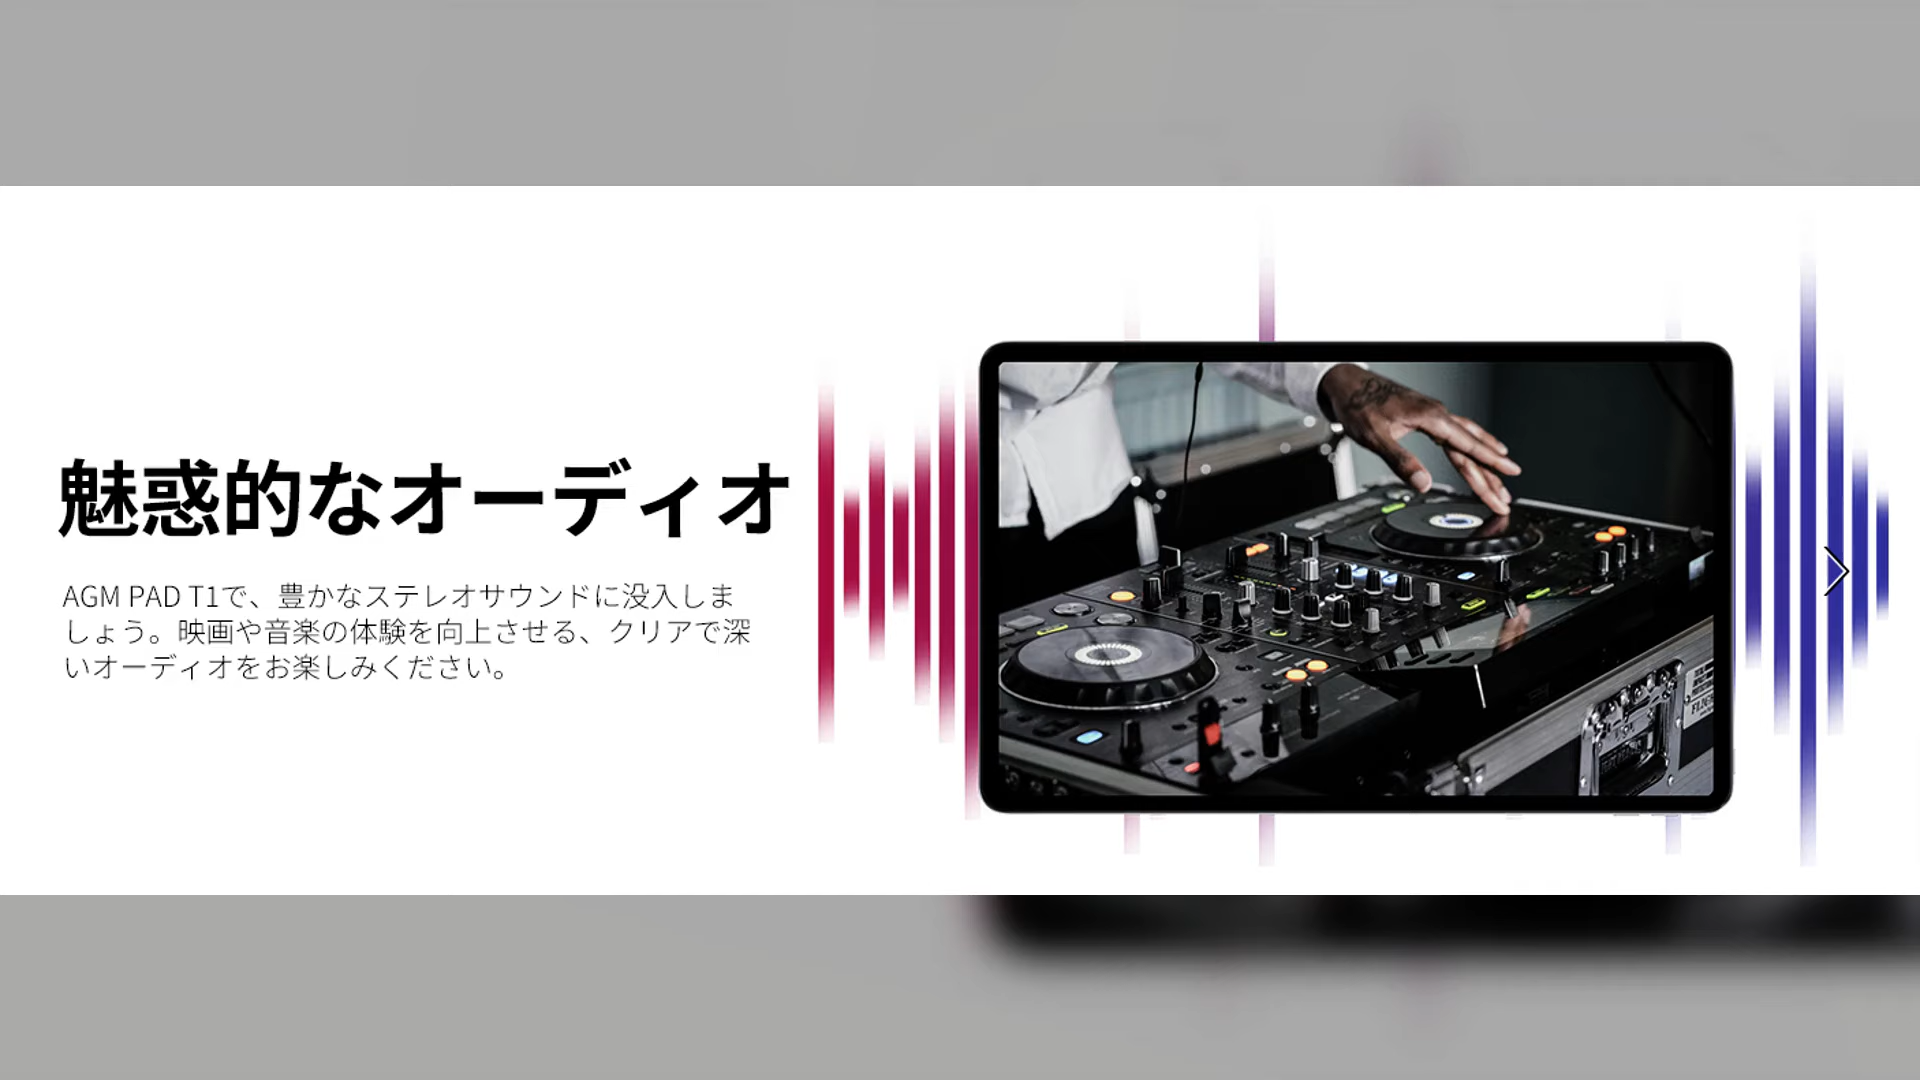 魅惑的なオーディオ
AGM PAD T1で、豊かなステレオサウンドに没入しま
しょう。映画や音楽の体験を向上させる、クリアで深
いオーディオをお楽しみください。